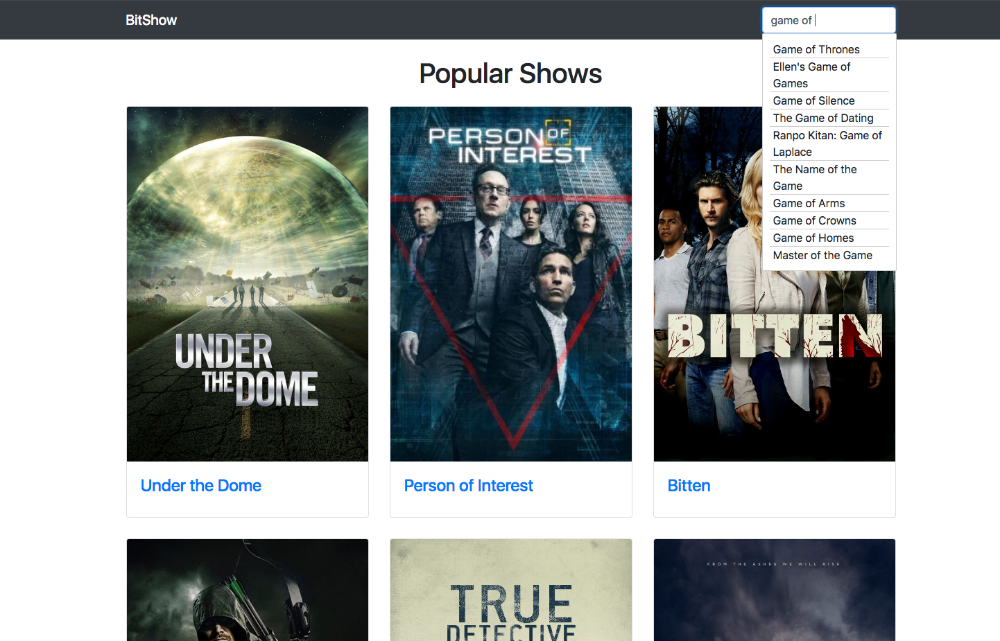 BitShow
game of
Game of Thrones
Ellen's Game of
Games
Game of Silence
The Game of Dating
Ranpo Kitan: Game of
Laplace
The Name of the
Game
Game of Arms
Game of Crowns
Game of Homes
Master of the Game
Popular Shows
UNDER
THE DOME
PERSON OF
INTEREST
BITTEN
Under the Dome
Person of Interest
Bitten
TRUE
DETECTIVE
FROM THE ASHES WE WILL RISE